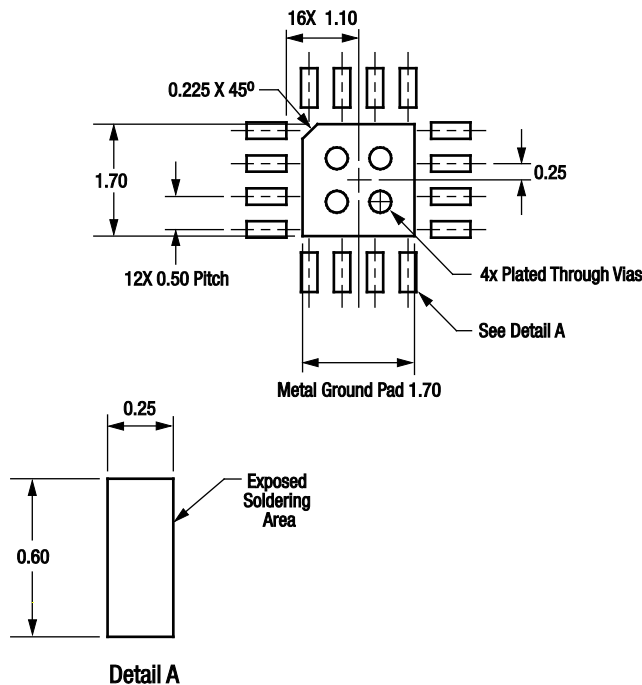 16X 1.10
0.225 X 45º
1.70
0.25
12X 0.50 Pitch
4x Plated Through Vias
See Detail A
Metal Ground Pad 1.70
0.25
Exposed
Soldering
Area
0.60
Detail A